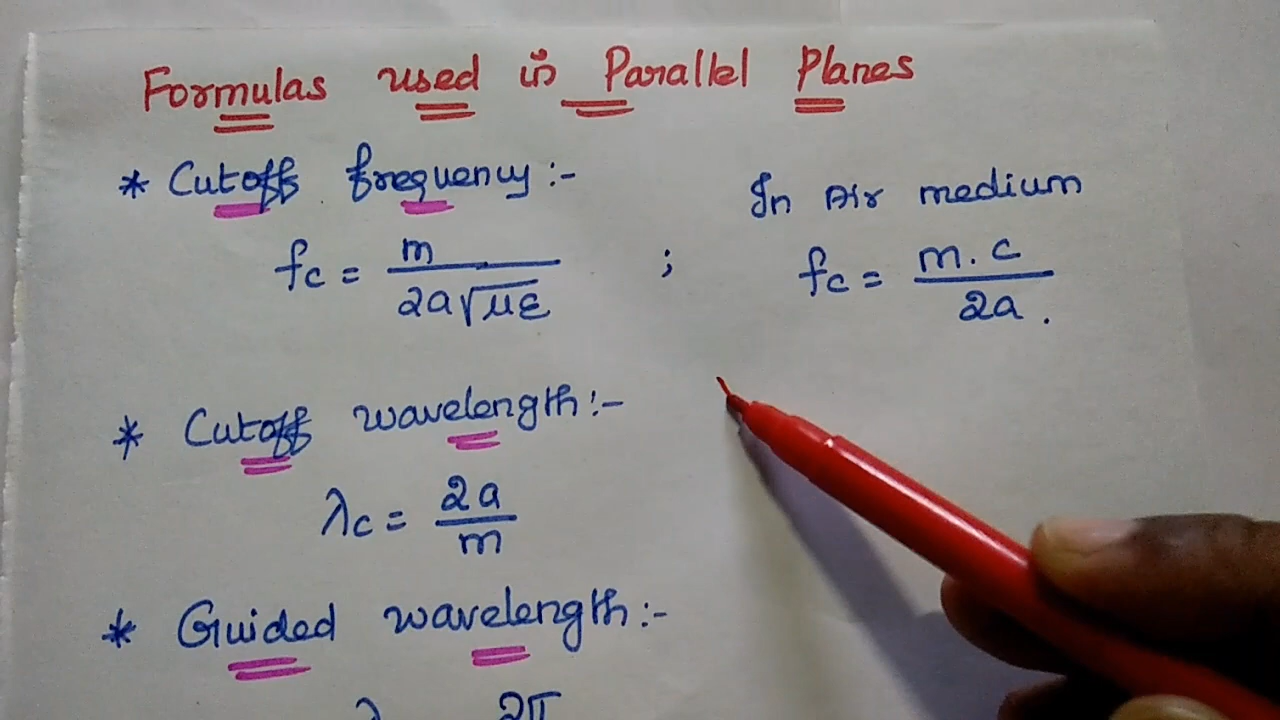 Formulas used in Parallel Planes
* Cutoff frequency :-
In Air medium
fc = m / 2a√με ; fc = m.c / 2a .
* Cutoff wavelength :-
λc = 2a / m
* Guided wavelength :-
λ 2π